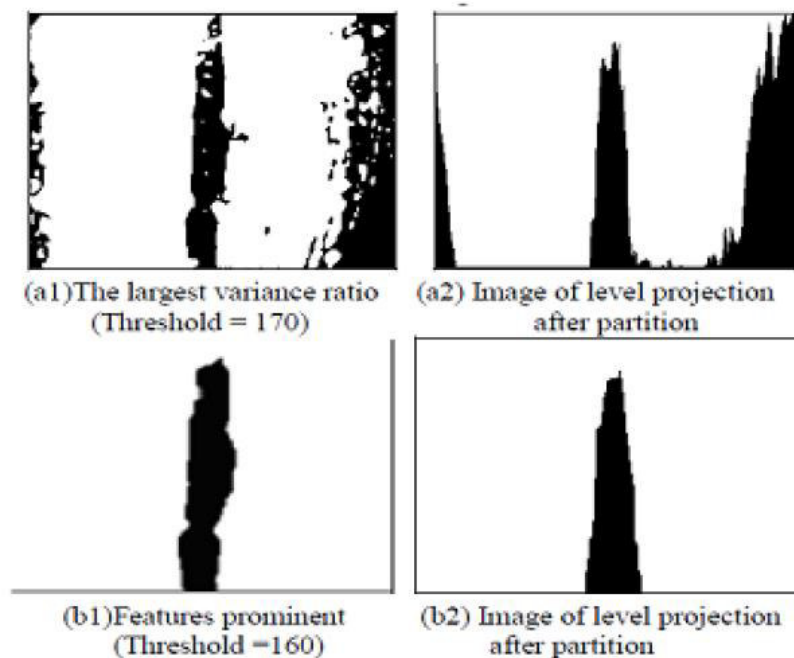 (a1)The largest variance ratio
(Threshold = 170)
(a2) Image of level projection
after partition
(b1)Features prominent
(Threshold =160)
(b2) Image of level projection
after partition